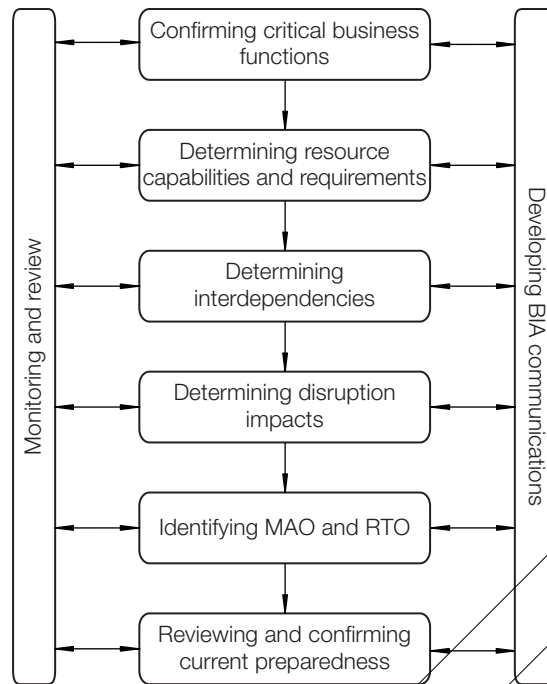 Confirming critical business
functions
Determining resource
capabilities and requirements
Determining
interdependencies
Determining disruption
impacts
Identifying MAO and RTO
Reviewing and confirming
current preparedness
Monitoring and review
Developing BIA communications